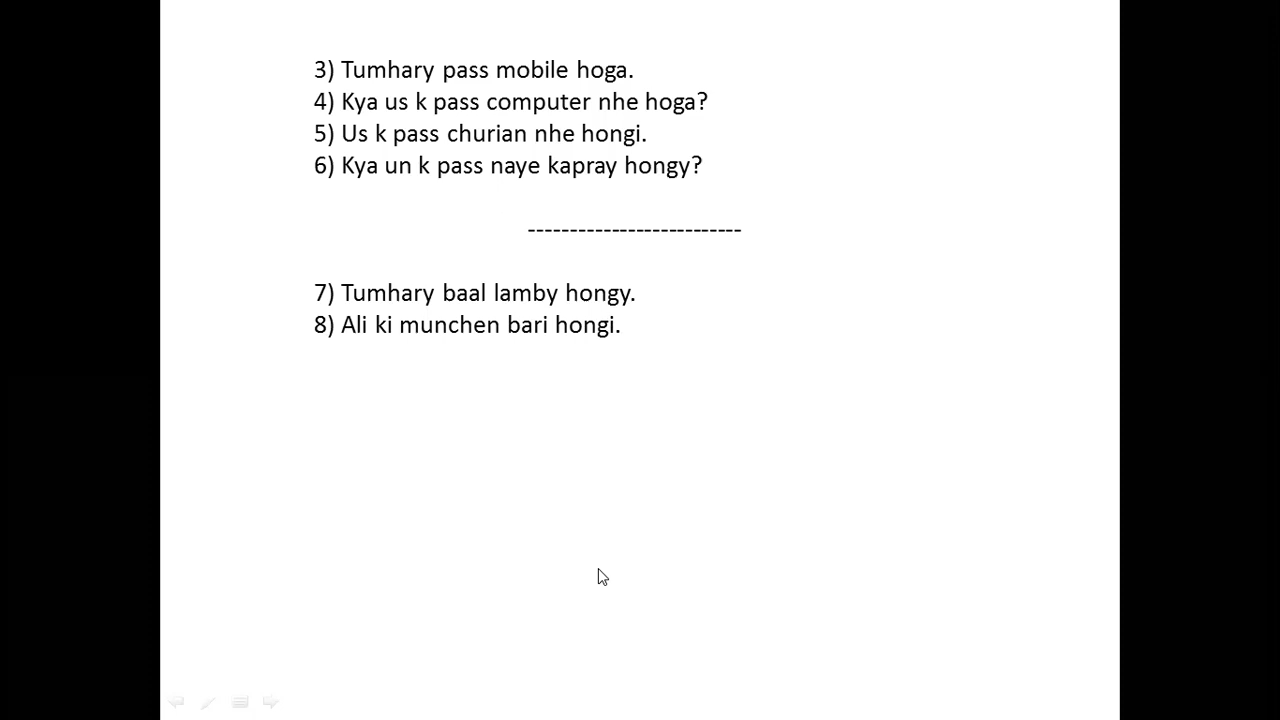 3) Tumhary pass mobile hoga.
4) Kya us k pass computer nhe hoga?
5) Us k pass churian nhe hongi.
6) Kya un k pass naye kapray hongy?
--------------------------
7) Tumhary baal lamby hongy.
8) Ali ki munchen bari hongi.